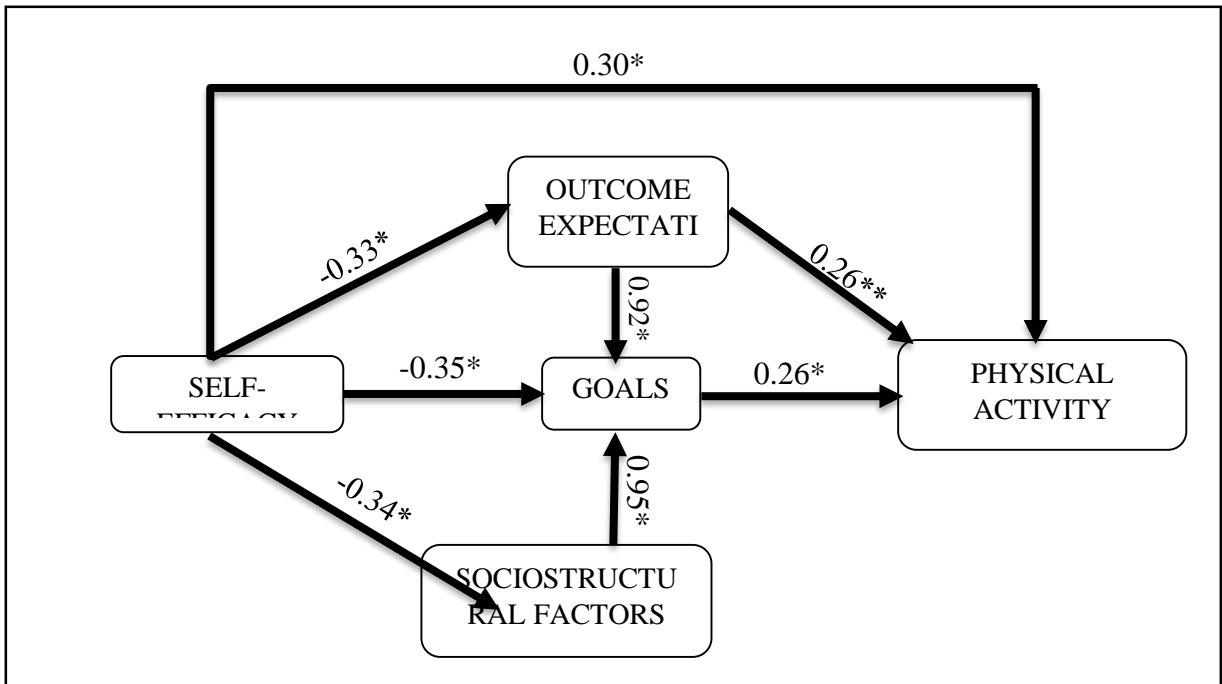 0.30*
OUTCOME
EXPECTATI
-0.33*
0.26**
0.92*
SELF-
EFFICACY
-0.35*
GOALS
0.26*
PHYSICAL
ACTIVITY
-0.34*
0.95*
SOCIOSTRUCTU
RAL FACTORS